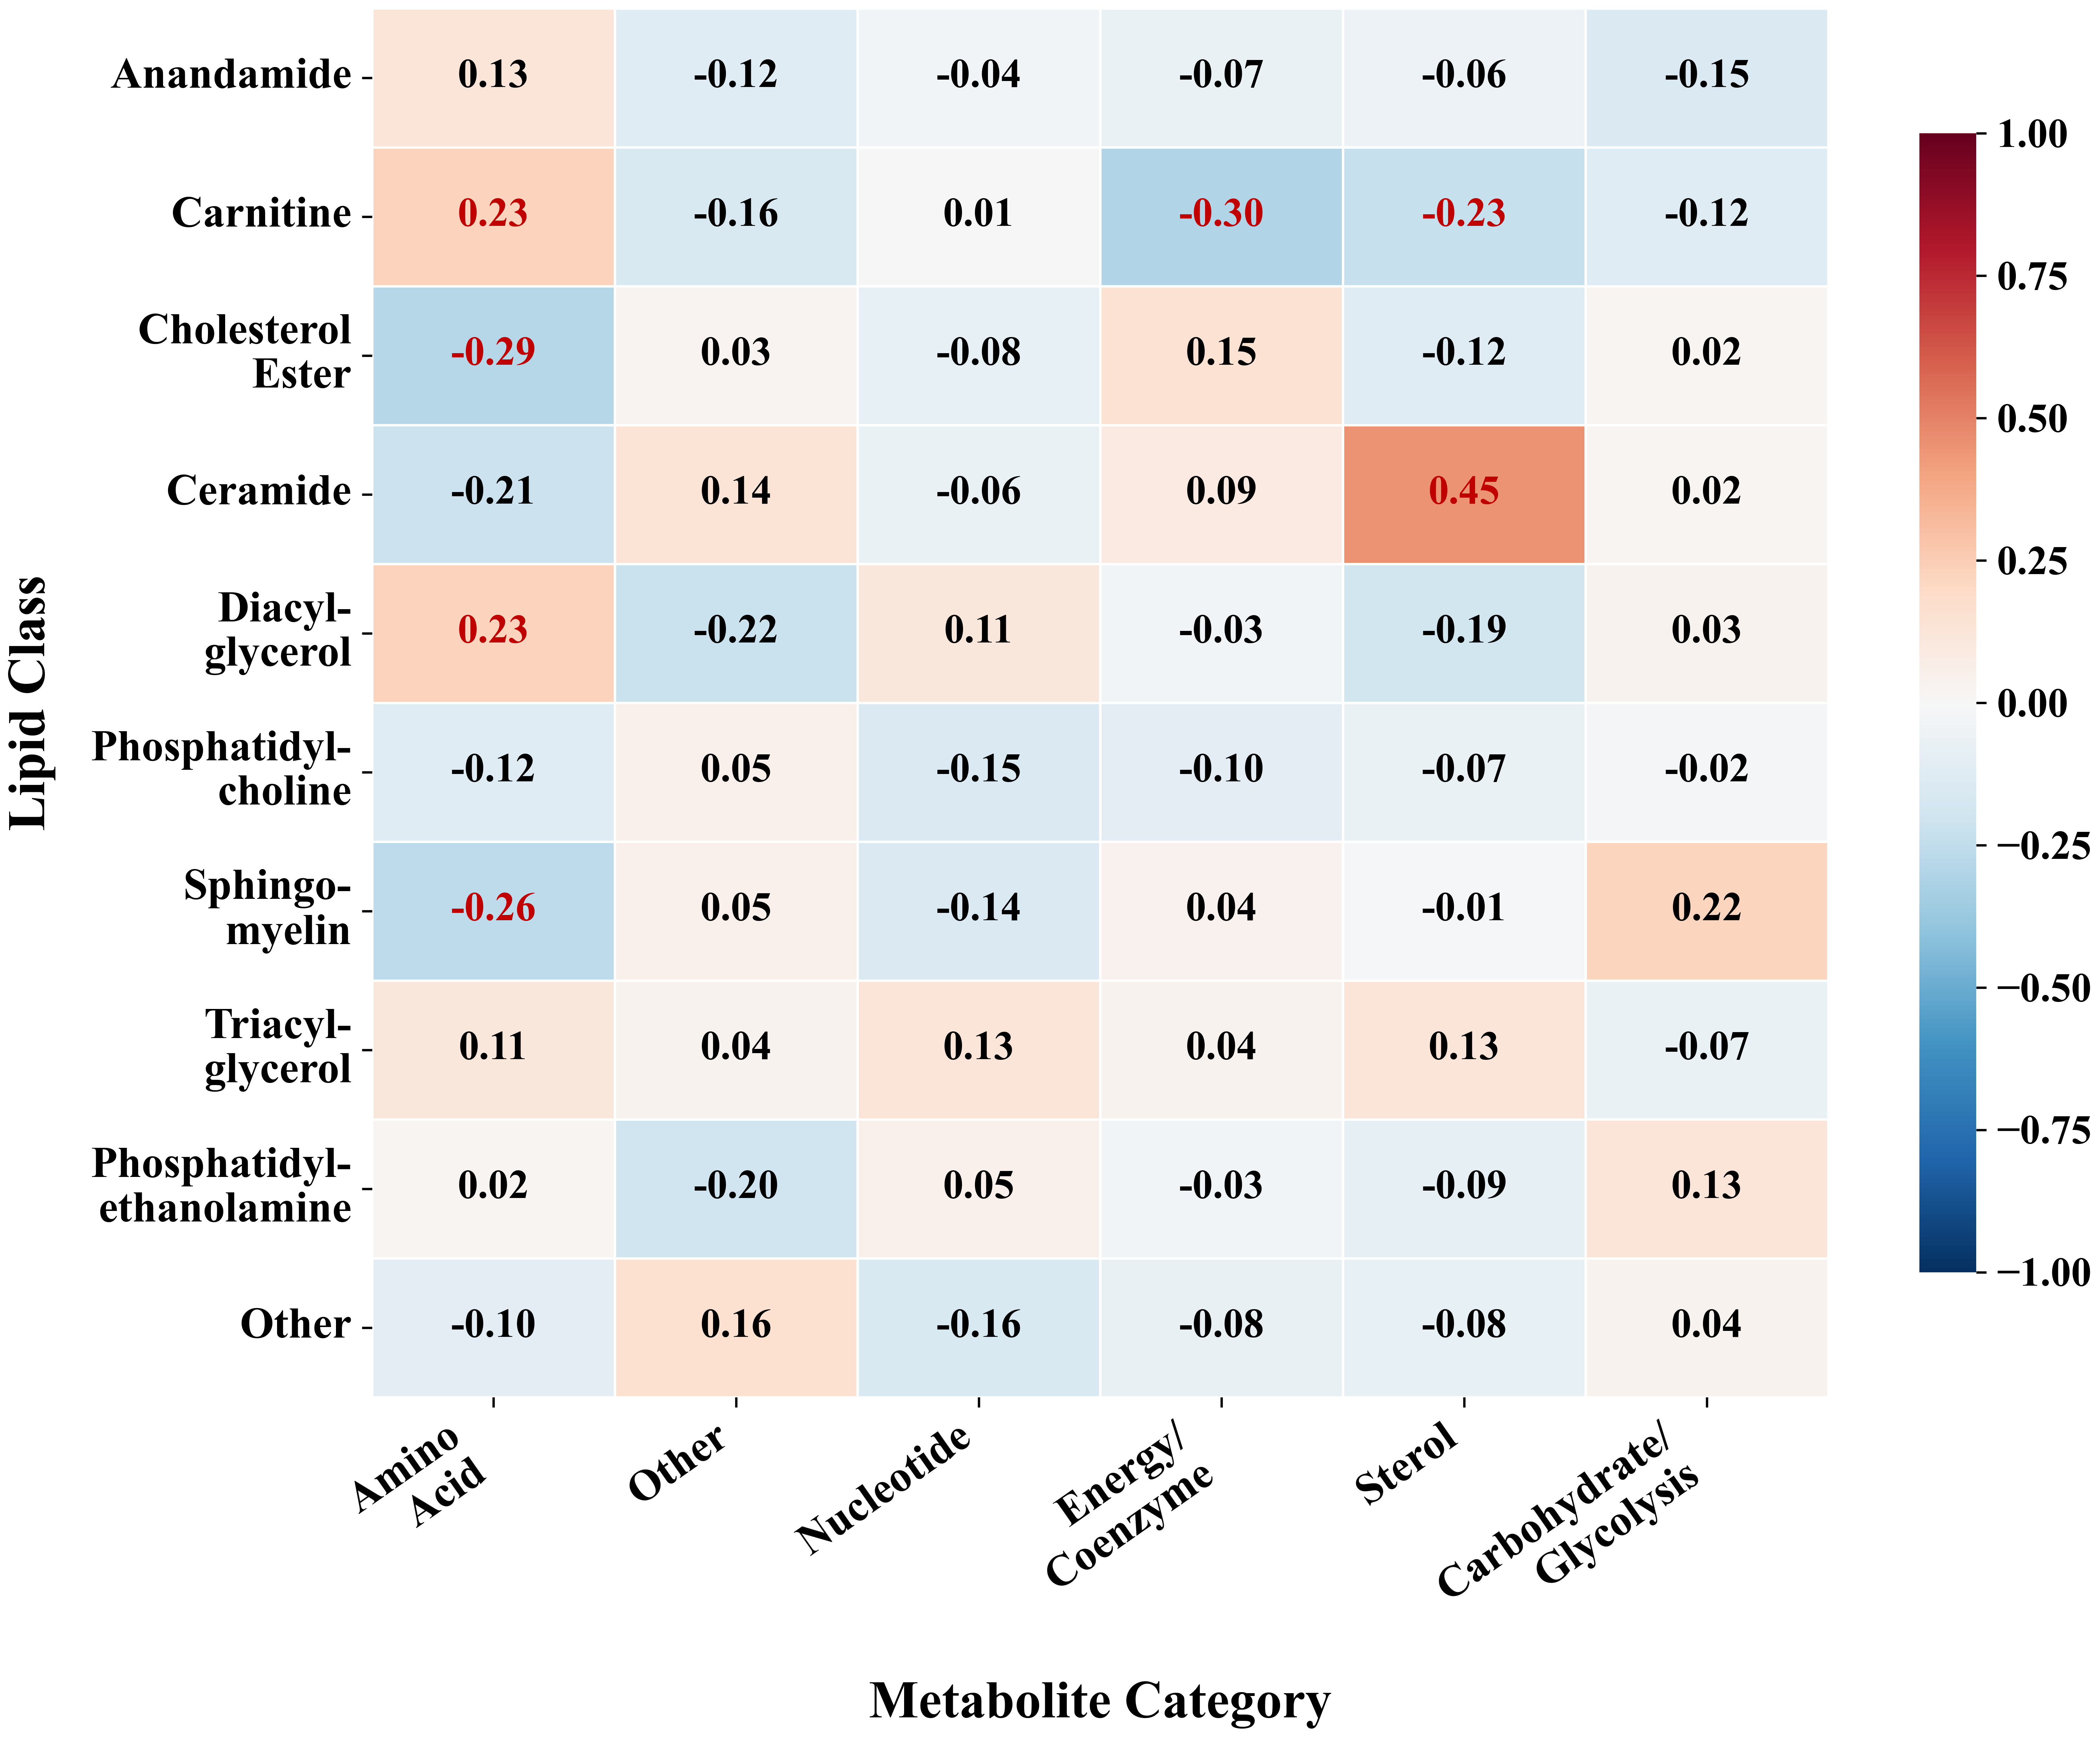 Anandamide 0.13 -0.12 -0.04 -0.07 -0.06 -0.15
Carnitine 0.23 -0.16 0.01 -0.30 -0.23 -0.12
Cholesterol
Ester -0.29 0.03 -0.08 0.15 -0.12 0.02
Ceramide -0.21 0.14 -0.06 0.09 0.45 0.02
Diacyl-
glycerol 0.23 -0.22 0.11 -0.03 -0.19 0.03
Phosphatidyl-
choline -0.12 0.05 -0.15 -0.10 -0.07 -0.02
Sphingo-
myelin -0.26 0.05 -0.14 0.04 -0.01 0.22
Triacyl-
glycerol 0.11 0.04 0.13 0.04 0.13 -0.07
Phosphatidyl-
ethanolamine 0.02 -0.20 0.05 -0.03 -0.09 0.13
Other -0.10 0.16 -0.16 -0.08 -0.08 0.04
Lipid Class
Amino
Acid
Other
Nucleotide
Energy/
Coenzyme
Sterol
Carbohydrate/
Glycolysis
Metabolite Category
1.00
0.75
0.50
0.25
0.00
−0.25
−0.50
−0.75
−1.00